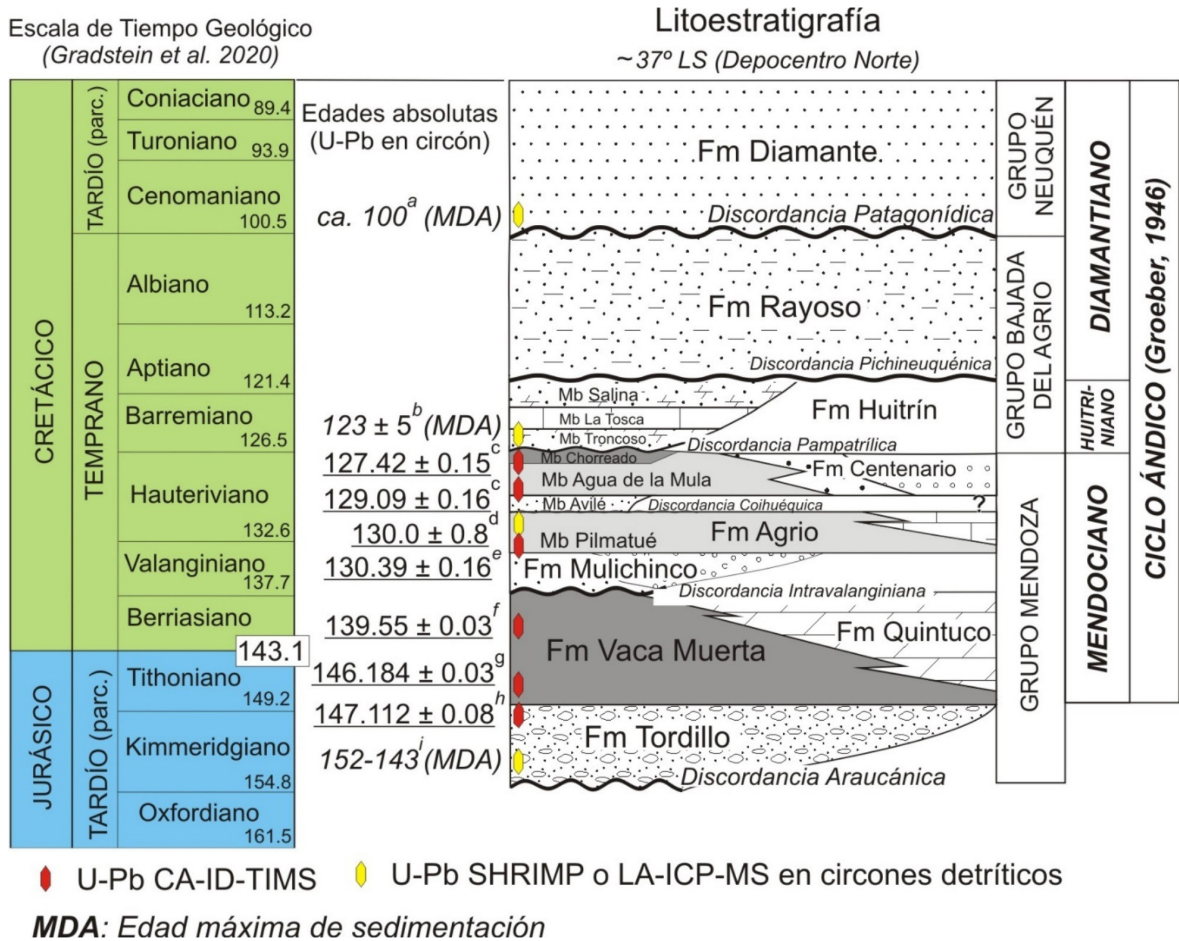 Escala de Tiempo Geológico
(Gradstein et al. 2020)
Litoestratigrafía
~ 37º LS (Depocentro Norte)
CRETÁCICO
JURÁSICO
TARDÍO (parc.)
TEMPRANO
TARDÍO (parc.)
Coniaciano
89.4
Turoniano
93.9
Cenomaniano
100.5
Albiano
113.2
Aptiano
121.4
Barremiano
126.5
Hauteriviano
132.6
Valanginiano
137.7
Berriasiano
143.1
Tithoniano
149.2
Kimmeridgiano
154.8
Oxfordiano
161.5
Edades absolutas
(U-Pb en circón)
ca. 100a (MDA)
123 ± 5b (MDA)
127.42 ± 0.15c
129.09 ± 0.16c
130.0 ± 0.8d
130.39 ± 0.16e
139.55 ± 0.03f
146.184 ± 0.03g
147.112 ± 0.08h
152-143i (MDA)
Fm Diamante
Discordancia Patagonídica
Fm Rayoso
Discordancia Pichineuquénica
Mb Salina
Mb La Tosca
Mb Troncoso
Fm Huitrín
Discordancia Pampatrílica
Mb Chorreado
Mb Agua de la Mula
Fm Centenario
Mb Avilé
Discordancia Coihuéquica
?
Fm Agrio
Mb Pilmatué
Fm Mulichinco
Discordancia Intravalanginiana
Fm Quintuco
Fm Vaca Muerta
Fm Tordillo
Discordancia Araucánica
GRUPO
NEUQUÉN
GRUPO BAJADA
DEL AGRIO
GRUPO MENDOZA
DIAMANTIANO
HUITRI-
NIANO
MENDOCIANO
CICLO ÁNDICO (Groeber, 1946)
U-Pb CA-ID-TIMS
U-Pb SHRIMP o LA-ICP-MS en circones detríticos
MDA: Edad máxima de sedimentación